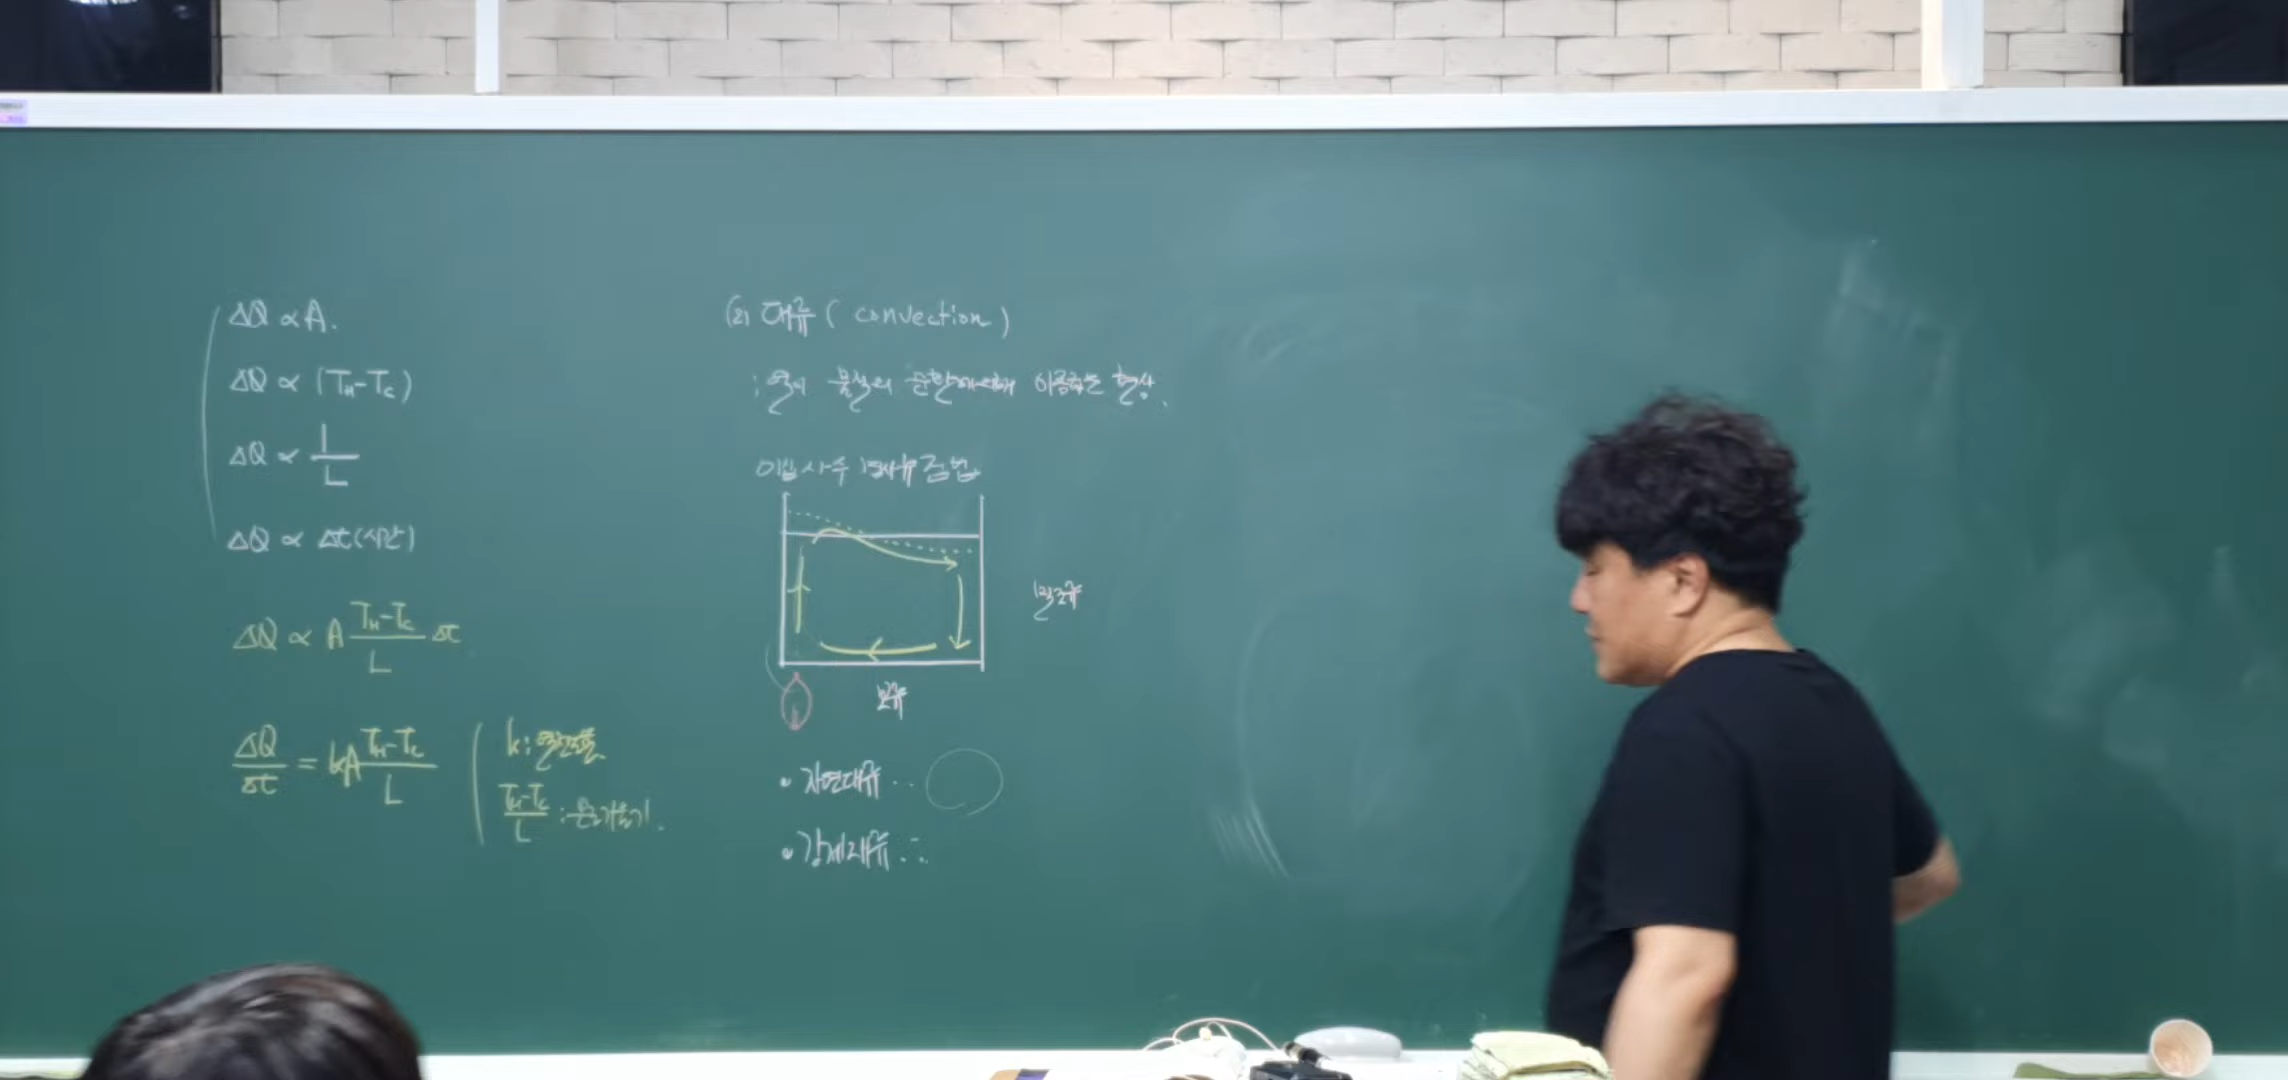 ΔQ ∝ A.
ΔQ ∝ (T_H-T_C)
ΔQ ∝ 1/L
ΔQ ∝ Δt(시간)
ΔQ ∝ A (T_H-T_C)/L Δt
ΔQ/Δt = kA (T_H-T_C)/L
k: 열전도율
(T_H-T_C)/L : 온도기울기.
(2) 대류 ( convection )
; 열이 물질의 순환에 의해 이동하는 현상.
자연대류
강제대류